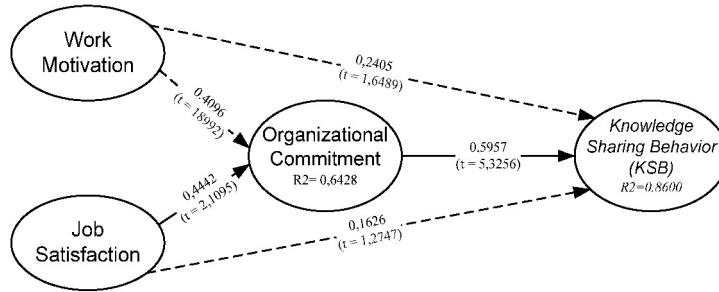 Work
Motivation
0,2405
(t = 1,6489)
0.4096
(t = 18992)
Organizational
Commitment
R2= 0,6428
0.5957
(t = 5,3256)
Knowledge
Sharing Behavior
(KSB)
R2=0.8600
0,4442
(t = 2,1095)
Job
Satisfaction
0,1626
(t = 1,2747)